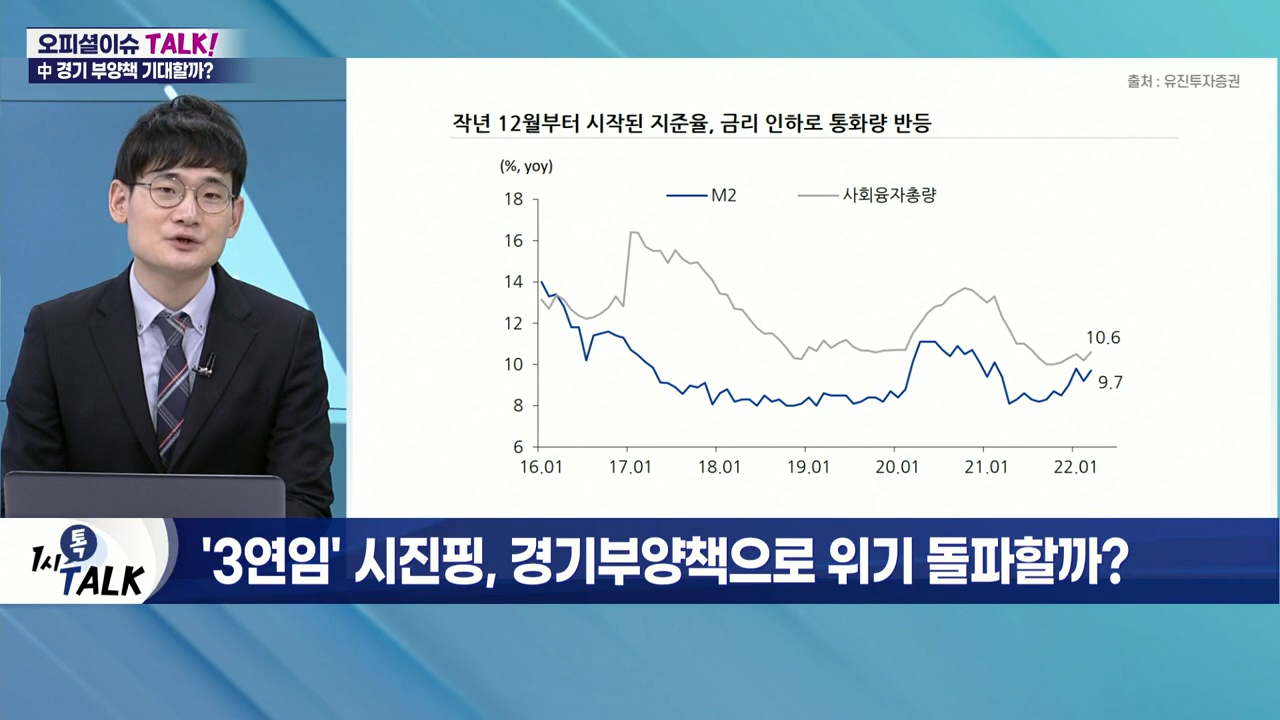 오피셜이슈 TALK!
中 경기 부양책 기대할까?
출처 : 유진투자증권
작년 12월부터 시작된 지준율, 금리 인하로 통화량 반등
(%, yoy)
M2
사회융자총량
18
16
14
12
10
8
6
10.6
9.7
16.01 17.01 18.01 19.01 20.01 21.01 22.01
1시 톡 TALK
'3연임' 시진핑, 경기부양책으로 위기 돌파할까?